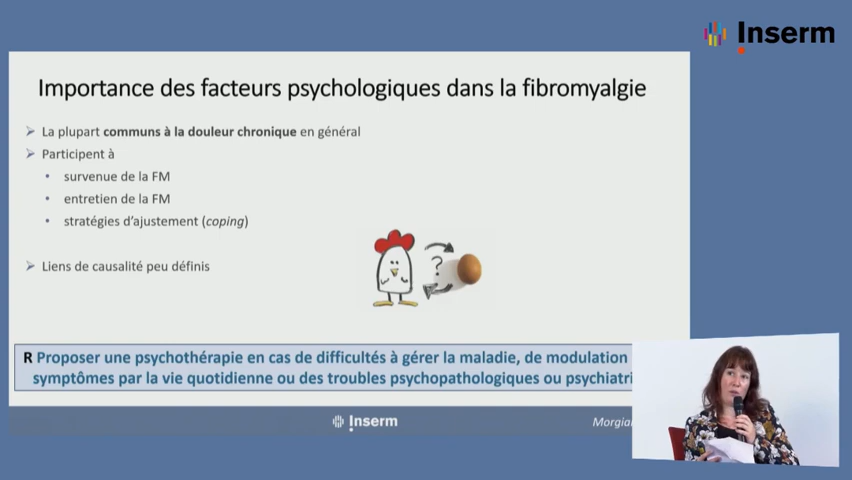 Inserm
Importance des facteurs psychologiques dans la fibromyalgie
La plupart communs à la douleur chronique en général
Participent à
survenue de la FM
entretien de la FM
stratégies d'ajustement (coping)
?
Liens de causalité peu définis
R Proposer une psychothérapie en cas de difficultés à gérer la maladie, de modulation
symptômes par la vie quotidienne ou des troubles psychopathologiques ou
Inserm